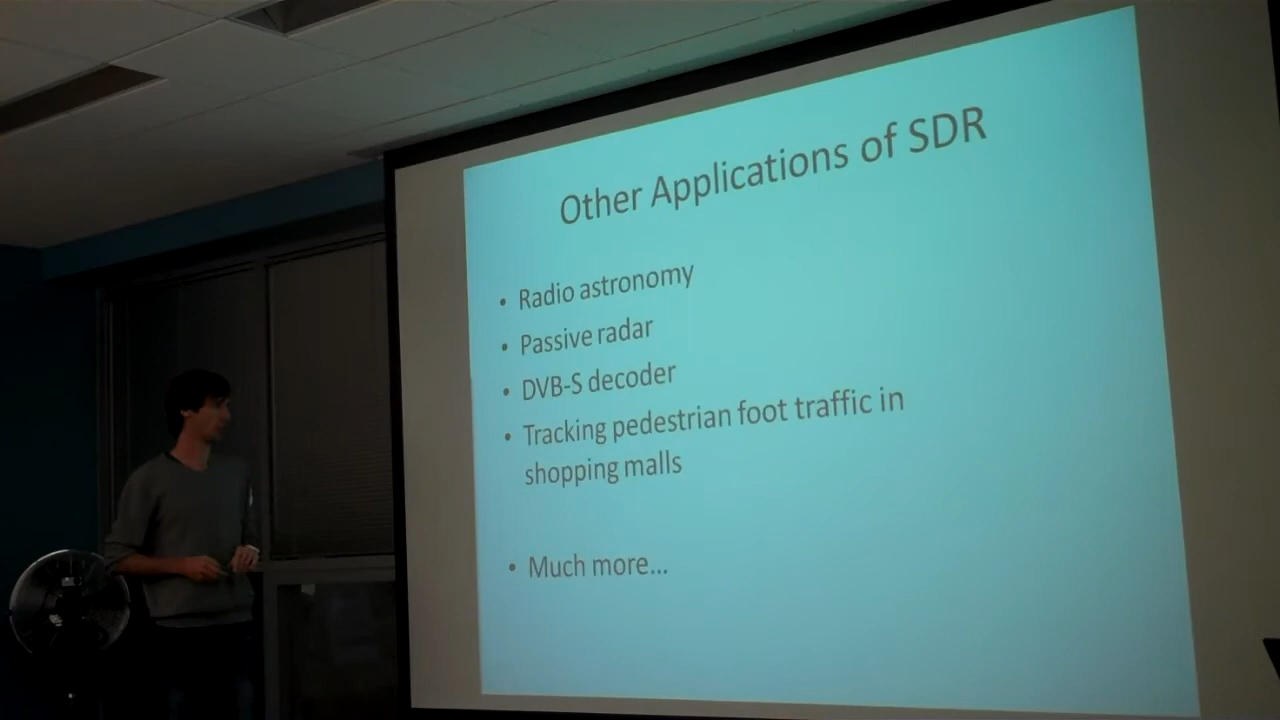 Other Applications of SDR
• Radio astronomy
• Passive radar
• DVB-S decoder
• Tracking pedestrian foot traffic in
shopping malls
• Much more...